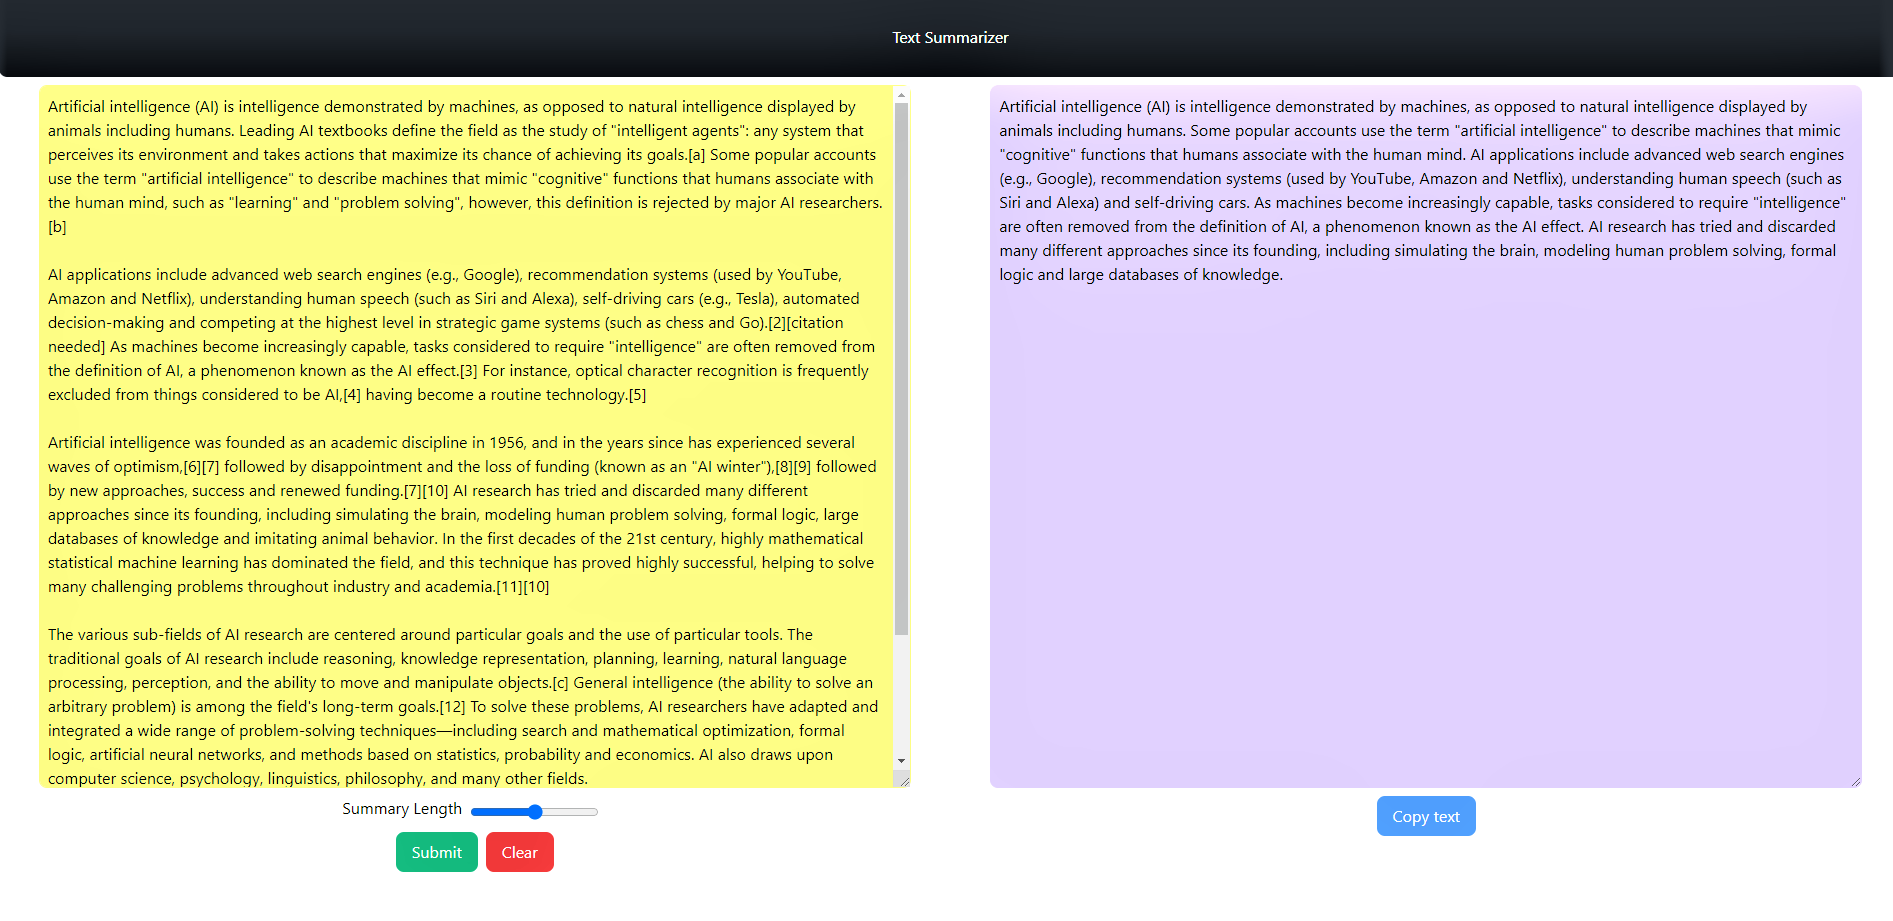 Text Summarizer
Artificial intelligence (AI) is intelligence demonstrated by machines, as opposed to natural intelligence displayed by
animals including humans. Leading AI textbooks define the field as the study of "intelligent agents": any system that
perceives its environment and takes actions that maximize its chance of achieving its goals.[a] Some popular accounts
use the term "artificial intelligence" to describe machines that mimic "cognitive" functions that humans associate with
the human mind, such as "learning" and "problem solving", however, this definition is rejected by major AI researchers.
[b]
AI applications include advanced web search engines (e.g., Google), recommendation systems (used by YouTube,
Amazon and Netflix), understanding human speech (such as Siri and Alexa), self-driving cars (e.g., Tesla), automated
decision-making and competing at the highest level in strategic game systems (such as chess and Go).[2][citation
needed] As machines become increasingly capable, tasks considered to require "intelligence" are often removed from
the definition of AI, a phenomenon known as the AI effect.[3] For instance, optical character recognition is frequently
excluded from things considered to be AI,[4] having become a routine technology.[5]
Artificial intelligence was founded as an academic discipline in 1956, and in the years since has experienced several
waves of optimism,[6][7] followed by disappointment and the loss of funding (known as an "AI winter"),[8][9] followed
by new approaches, success and renewed funding.[7][10] AI research has tried and discarded many different
approaches since its founding, including simulating the brain, modeling human problem solving, formal logic, large
databases of knowledge and imitating animal behavior. In the first decades of the 21st century, highly mathematical
statistical machine learning has dominated the field, and this technique has proved highly successful, helping to solve
many challenging problems throughout industry and academia.[11][10]
The various sub-fields of AI research are centered around particular goals and the use of particular tools. The
traditional goals of AI research include reasoning, knowledge representation, planning, learning, natural language
processing, perception, and the ability to move and manipulate objects.[c] General intelligence (the ability to solve an
arbitrary problem) is among the field's long-term goals.[12] To solve these problems, AI researchers have adapted and
integrated a wide range of problem-solving techniques—including search and mathematical optimization, formal
logic, artificial neural networks, and methods based on statistics, probability and economics. AI also draws upon
computer science, psychology, linguistics, philosophy, and many other fields.
Summary Length
Submit
Clear
Artificial intelligence (AI) is intelligence demonstrated by machines, as opposed to natural intelligence displayed by
animals including humans. Some popular accounts use the term "artificial intelligence" to describe machines that mimic
"cognitive" functions that humans associate with the human mind. AI applications include advanced web search engines
(e.g., Google), recommendation systems (used by YouTube, Amazon and Netflix), understanding human speech (such as
Siri and Alexa) and self-driving cars. As machines become increasingly capable, tasks considered to require "intelligence"
are often removed from the definition of AI, a phenomenon known as the AI effect. AI research has tried and discarded
many different approaches since its founding, including simulating the brain, modeling human problem solving, formal
logic and large databases of knowledge.
Copy text